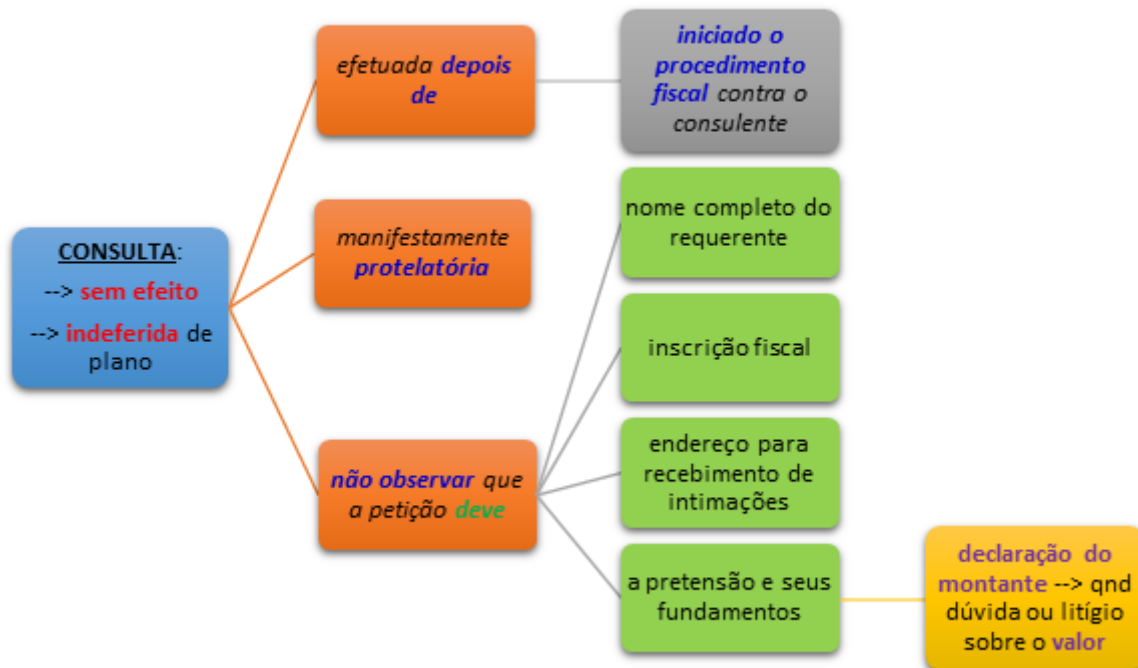 CONSULTA:
--> sem efeito
--> indeferida de
plano
efetuada depois
de
iniciado o
procedimento
fiscal contra o
consulente
manifestamente
protelatória
não observar que
a petição deve
nome completo do
requerente
inscrição fiscal
endereço para
recebimento de
intimações
a pretensão e seus
fundamentos
declaração do
montante --> qnd
dúvida ou litígio
sobre o valor